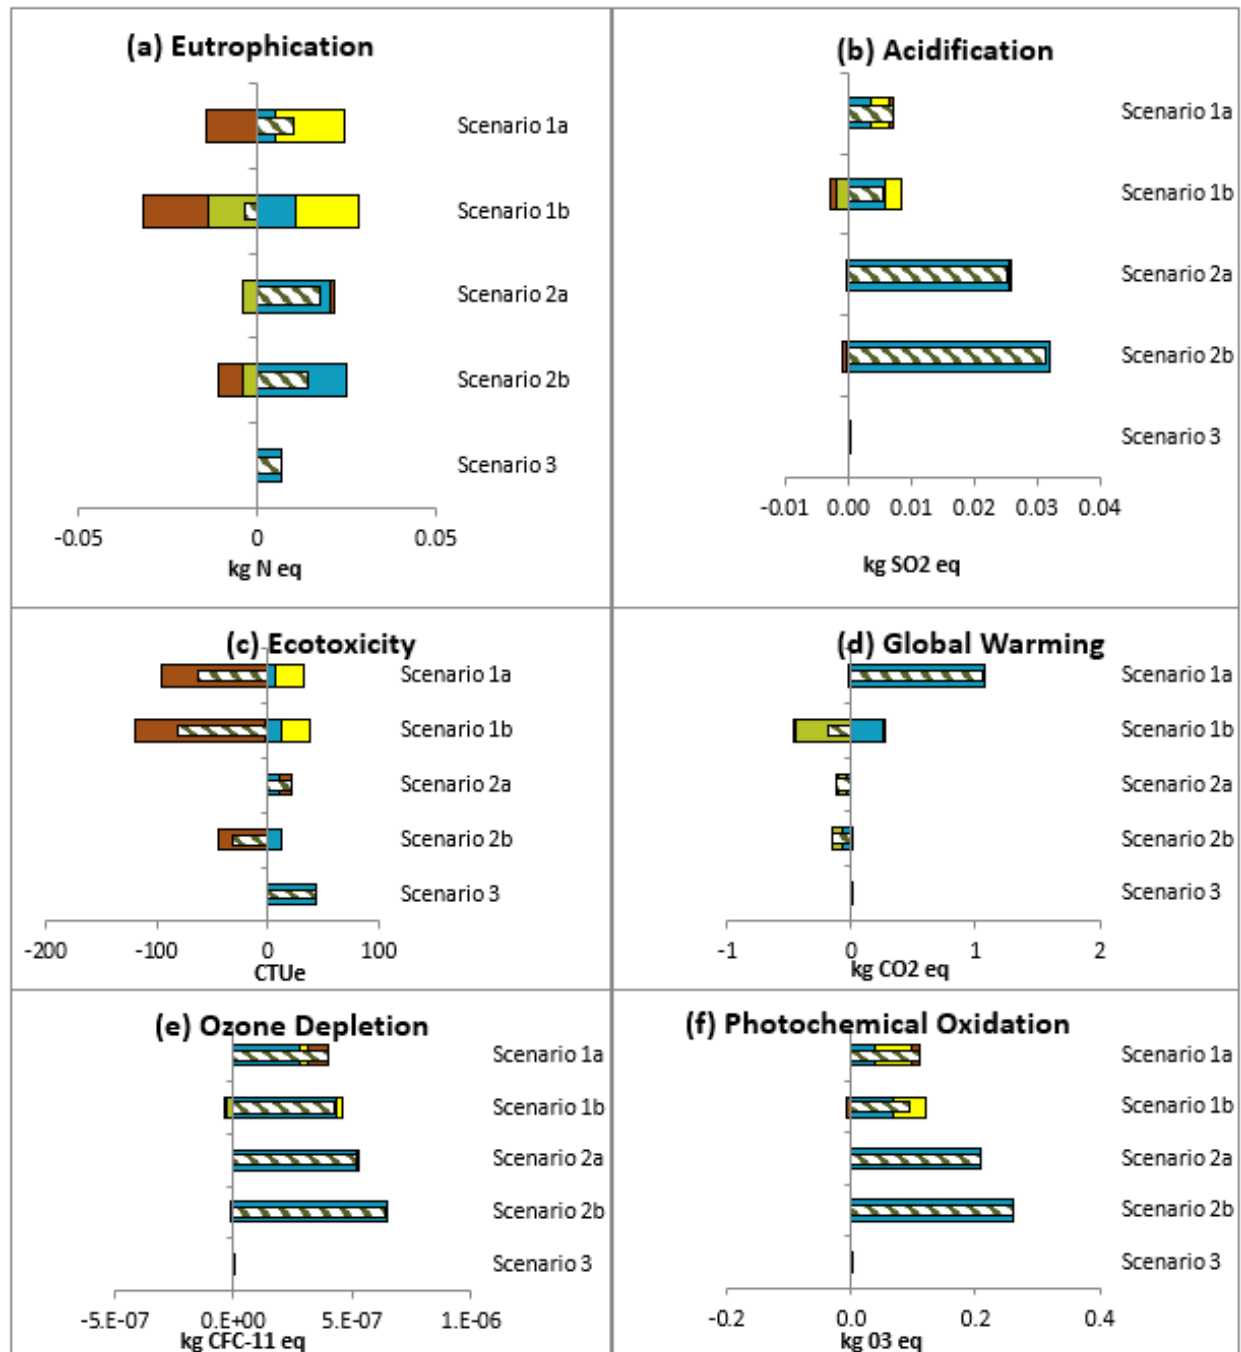 (a) Eutrophication
Scenario 1a
Scenario 1b
Scenario 2a
Scenario 2b
Scenario 3
-0.05 0 0.05
kg N eq
(b) Acidification
Scenario 1a
Scenario 1b
Scenario 2a
Scenario 2b
Scenario 3
-0.01 0.00 0.01 0.02 0.03 0.04
kg SO2 eq
(c) Ecotoxicity
Scenario 1a
Scenario 1b
Scenario 2a
Scenario 2b
Scenario 3
-200 -100 0 100
CTUe
(d) Global Warming
Scenario 1a
Scenario 1b
Scenario 2a
Scenario 2b
Scenario 3
-1 0 1 2
kg CO2 eq
(e) Ozone Depletion
Scenario 1a
Scenario 1b
Scenario 2a
Scenario 2b
Scenario 3
-5.E-07 0.E+00 5.E-07 1.E-06
kg CFC-11 eq
(f) Photochemical Oxidation
Scenario 1a
Scenario 1b
Scenario 2a
Scenario 2b
Scenario 3
-0.2 0.0 0.2 0.4
kg 03 eq